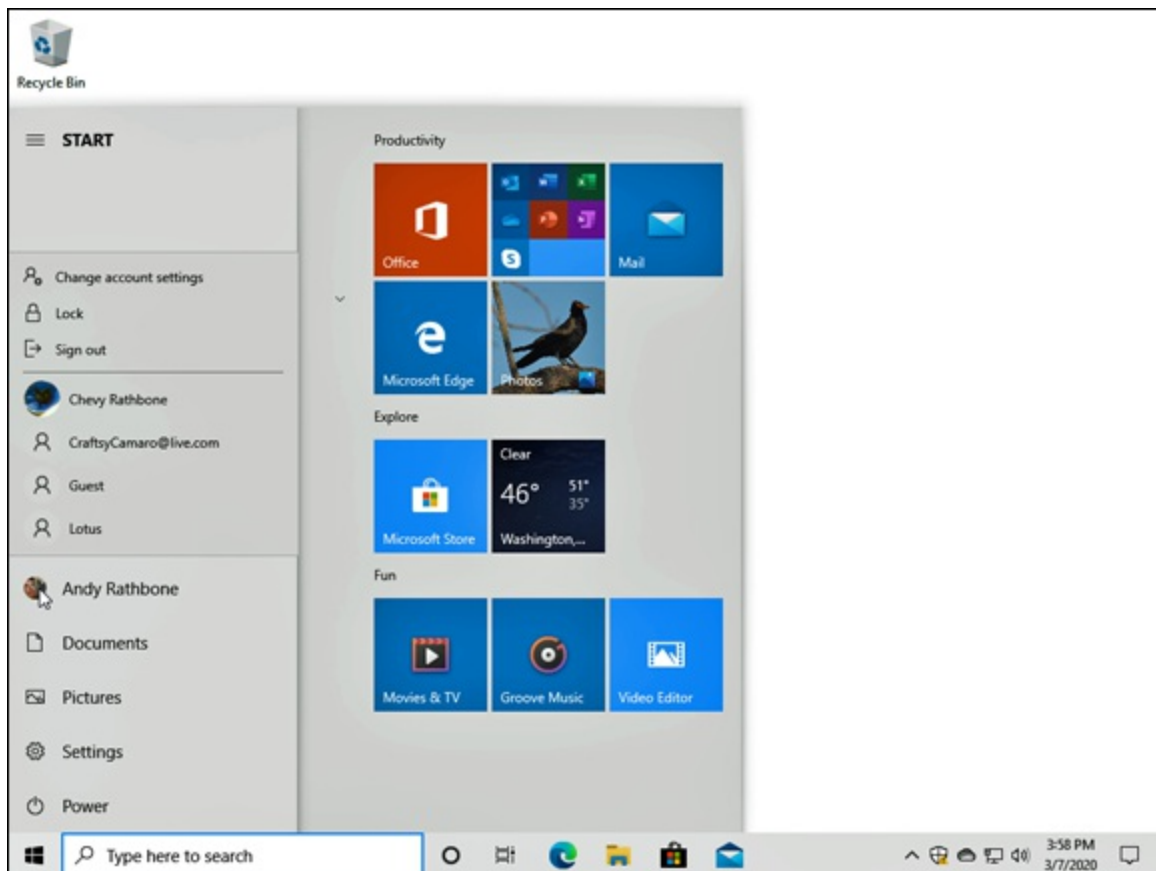 Recycle Bin
START
Change account settings
Lock
Sign out
Chevy Rathbone
CraftsyCamaro@live.com
Guest
Lotus
Andy Rathbone
Documents
Pictures
Settings
Power
Productivity
Office
Mail
Microsoft Edge
Photos
Explore
Microsoft Store
Clear
46° 51°
35°
Washington,...
Fun
Movies & TV
Groove Music
Video Editor
Type here to search
3:58 PM
3/7/2020